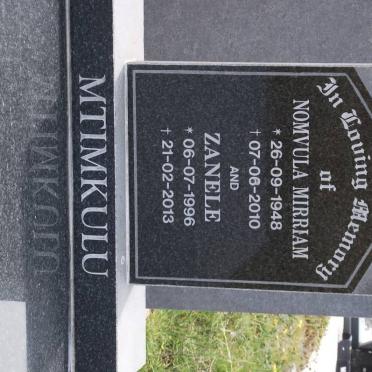 In Loving Memory
of
NOMVULA MIRRIAM
* 26-09-1948
† 07-06-2010
AND
ZANELE
* 06-07-1996
† 21-02-2013
MTIMKULU